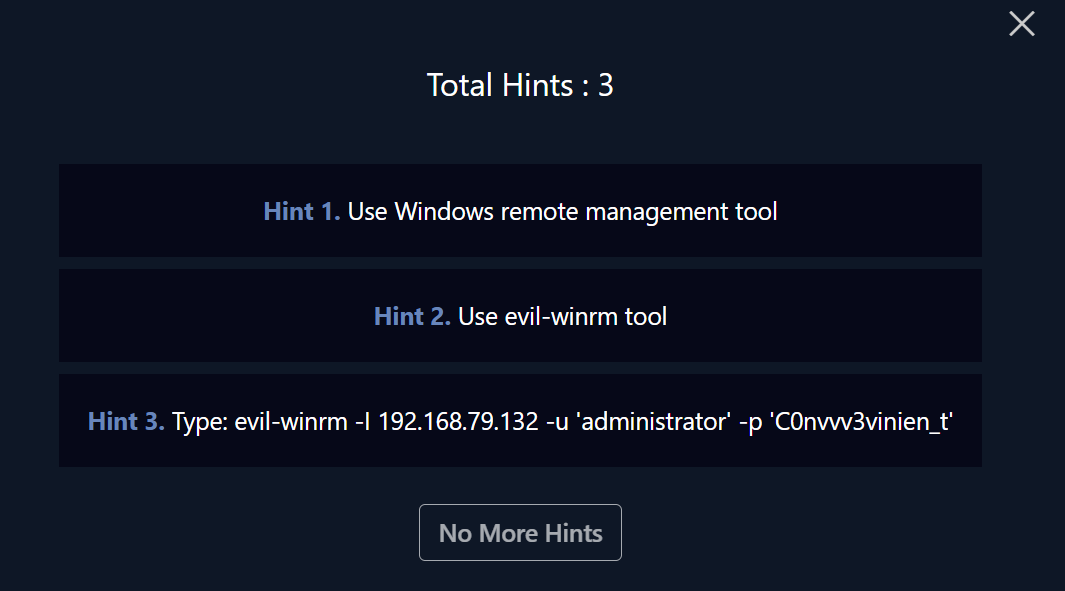 Total Hints : 3
Hint 1. Use Windows remote management tool
Hint 2. Use evil-winrm tool
Hint 3. Type: evil-winrm -I 192.168.79.132 -u 'administrator' -p 'C0nvvv3vinien_t'
No More Hints